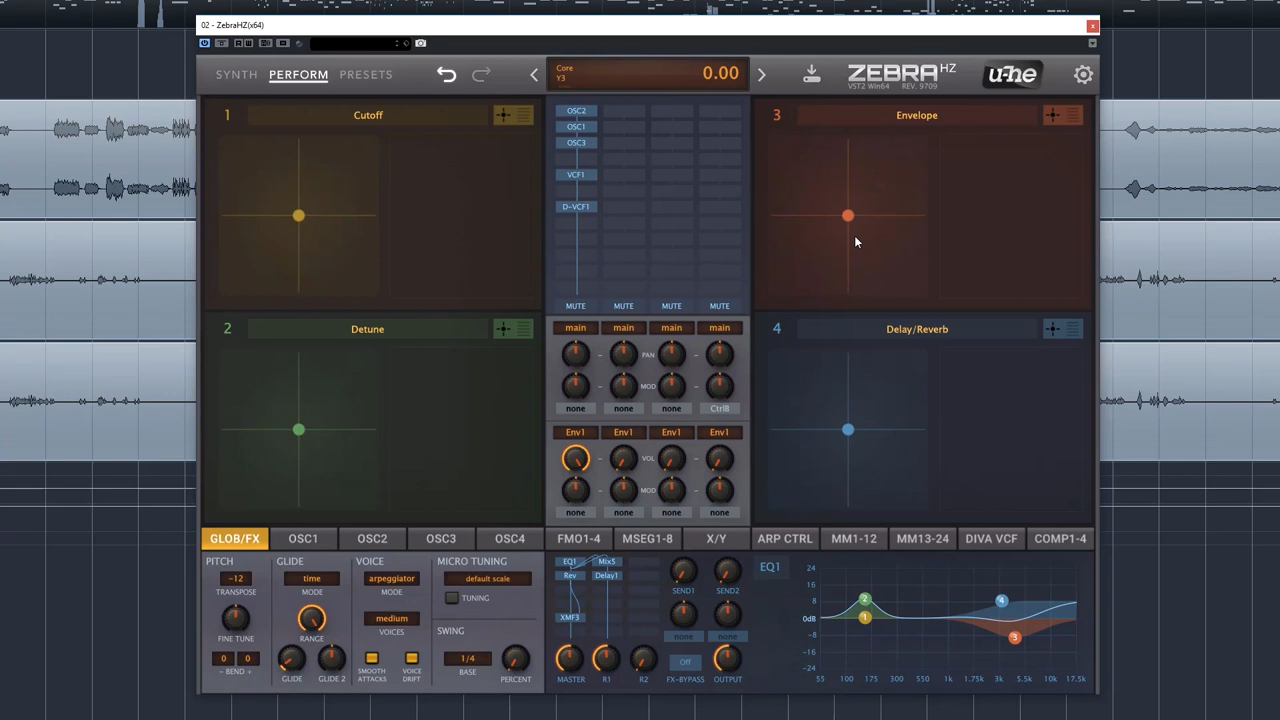 02 - ZebraHZ(x64)
x
SYNTH PERFORM PRESETS
Core
Y3
0.00
ZEBRA HZ
VST2 Win64 REV. 9709
u-he
1 Cutoff
3 Envelope
2 Detune
4 Delay/Reverb
OSC2
OSC1
OSC3
VCF1
D-VCF1
MUTE MUTE MUTE MUTE
main main main main
PAN
MOD
none none none CtrlB
Env1 Env1 Env1 Env1
VOL
MOD
none none none none
GLOB/FX OSC1 OSC2 OSC3 OSC4 FMO1-4 MSEG1-8 X/Y ARP CTRL MM1-12 MM13-24 DIVA VCF COMP1-4
PITCH
-12
TRANSPOSE
FINE TUNE
0 0
- BEND +
GLIDE
time
MODE
RANGE
GLIDE GLIDE 2
VOICE
arpeggiator
MODE
medium
VOICES
SMOOTH ATTACKS
VOICE DRIFT
MICRO TUNING
default scale
TUNING
SWING
1/4
BASE
PERCENT
EQ1 Mix5
Rev Delay1
XMF3
MASTER R1 R2
SEND1 SEND2
none none
Off
FX-BYPASS OUTPUT
EQ1
24
16
8
0dB
-8
-16
-24
2
1
4
3
55 100 175 300 550 1k 1.75k 3k 5.5k 10k 17.5k